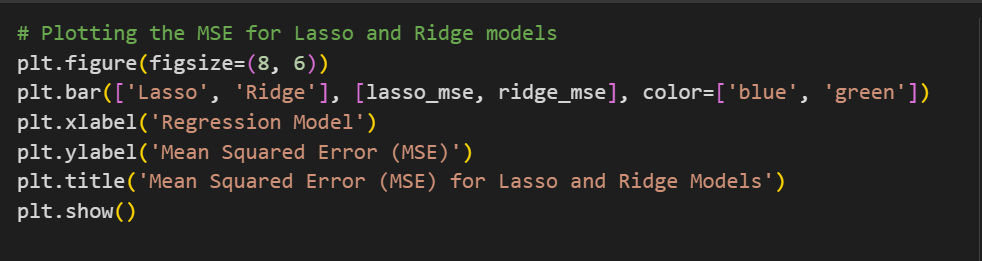 # Plotting the MSE for Lasso and Ridge models
plt.figure(figsize=(8, 6))
plt.bar(['Lasso', 'Ridge'], [lasso_mse, ridge_mse], color=['blue', 'green'])
plt.xlabel('Regression Model')
plt.ylabel('Mean Squared Error (MSE)')
plt.title('Mean Squared Error (MSE) for Lasso and Ridge Models')
plt.show()